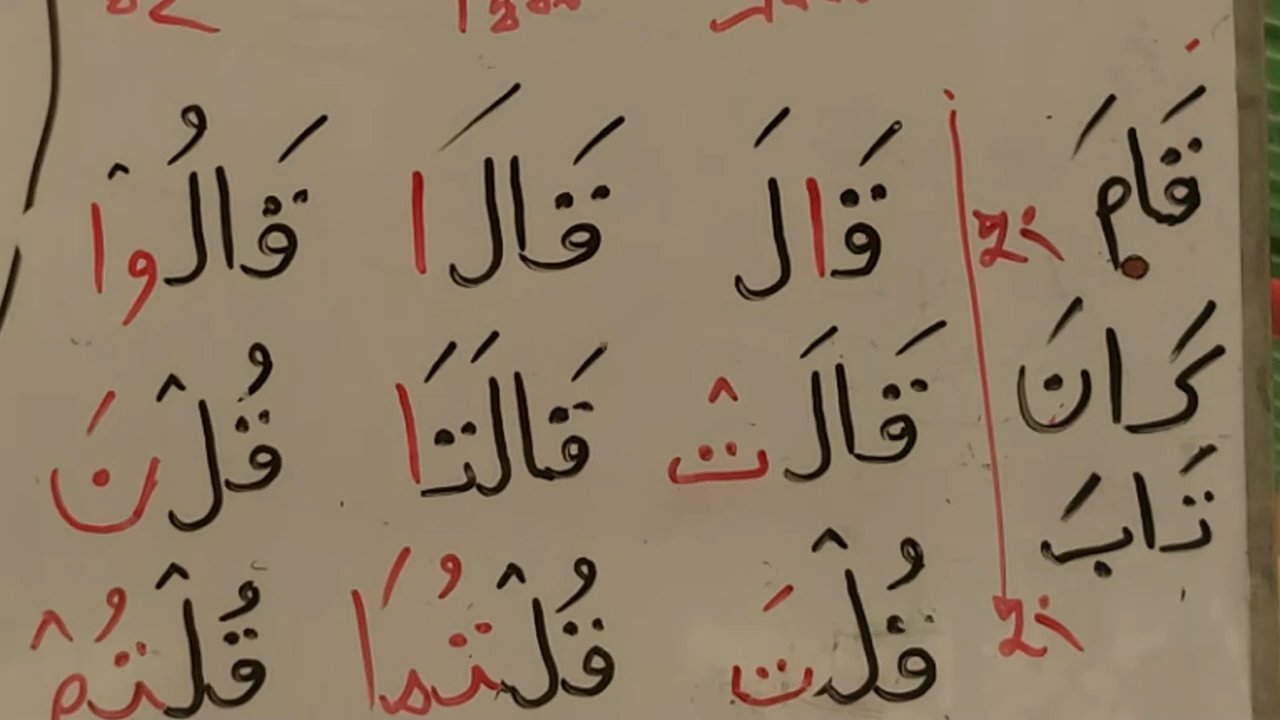 قَامَ
قَالَ قَالَا قَالُوْا
كَانَ
قَالَتْ قَالَتَا قُلْنَ
تَابَ
قُلْتَ قُلْتُمَا قُلْتُمْ